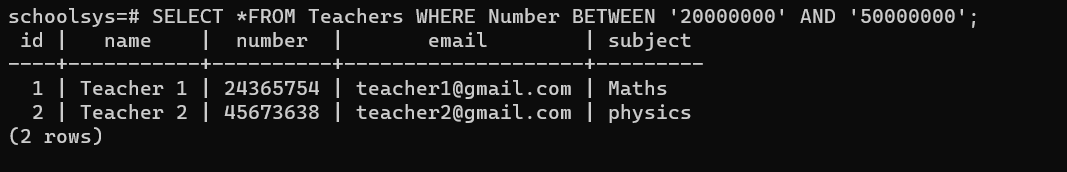 schoolsys=# SELECT *FROM Teachers WHERE Number BETWEEN '20000000' AND '50000000';
 id |   name    |  number  |       email        | subject
----+-----------+----------+--------------------+---------
  1 | Teacher 1 | 24365754 | teacher1@gmail.com | Maths
  2 | Teacher 2 | 45673638 | teacher2@gmail.com | physics
(2 rows)